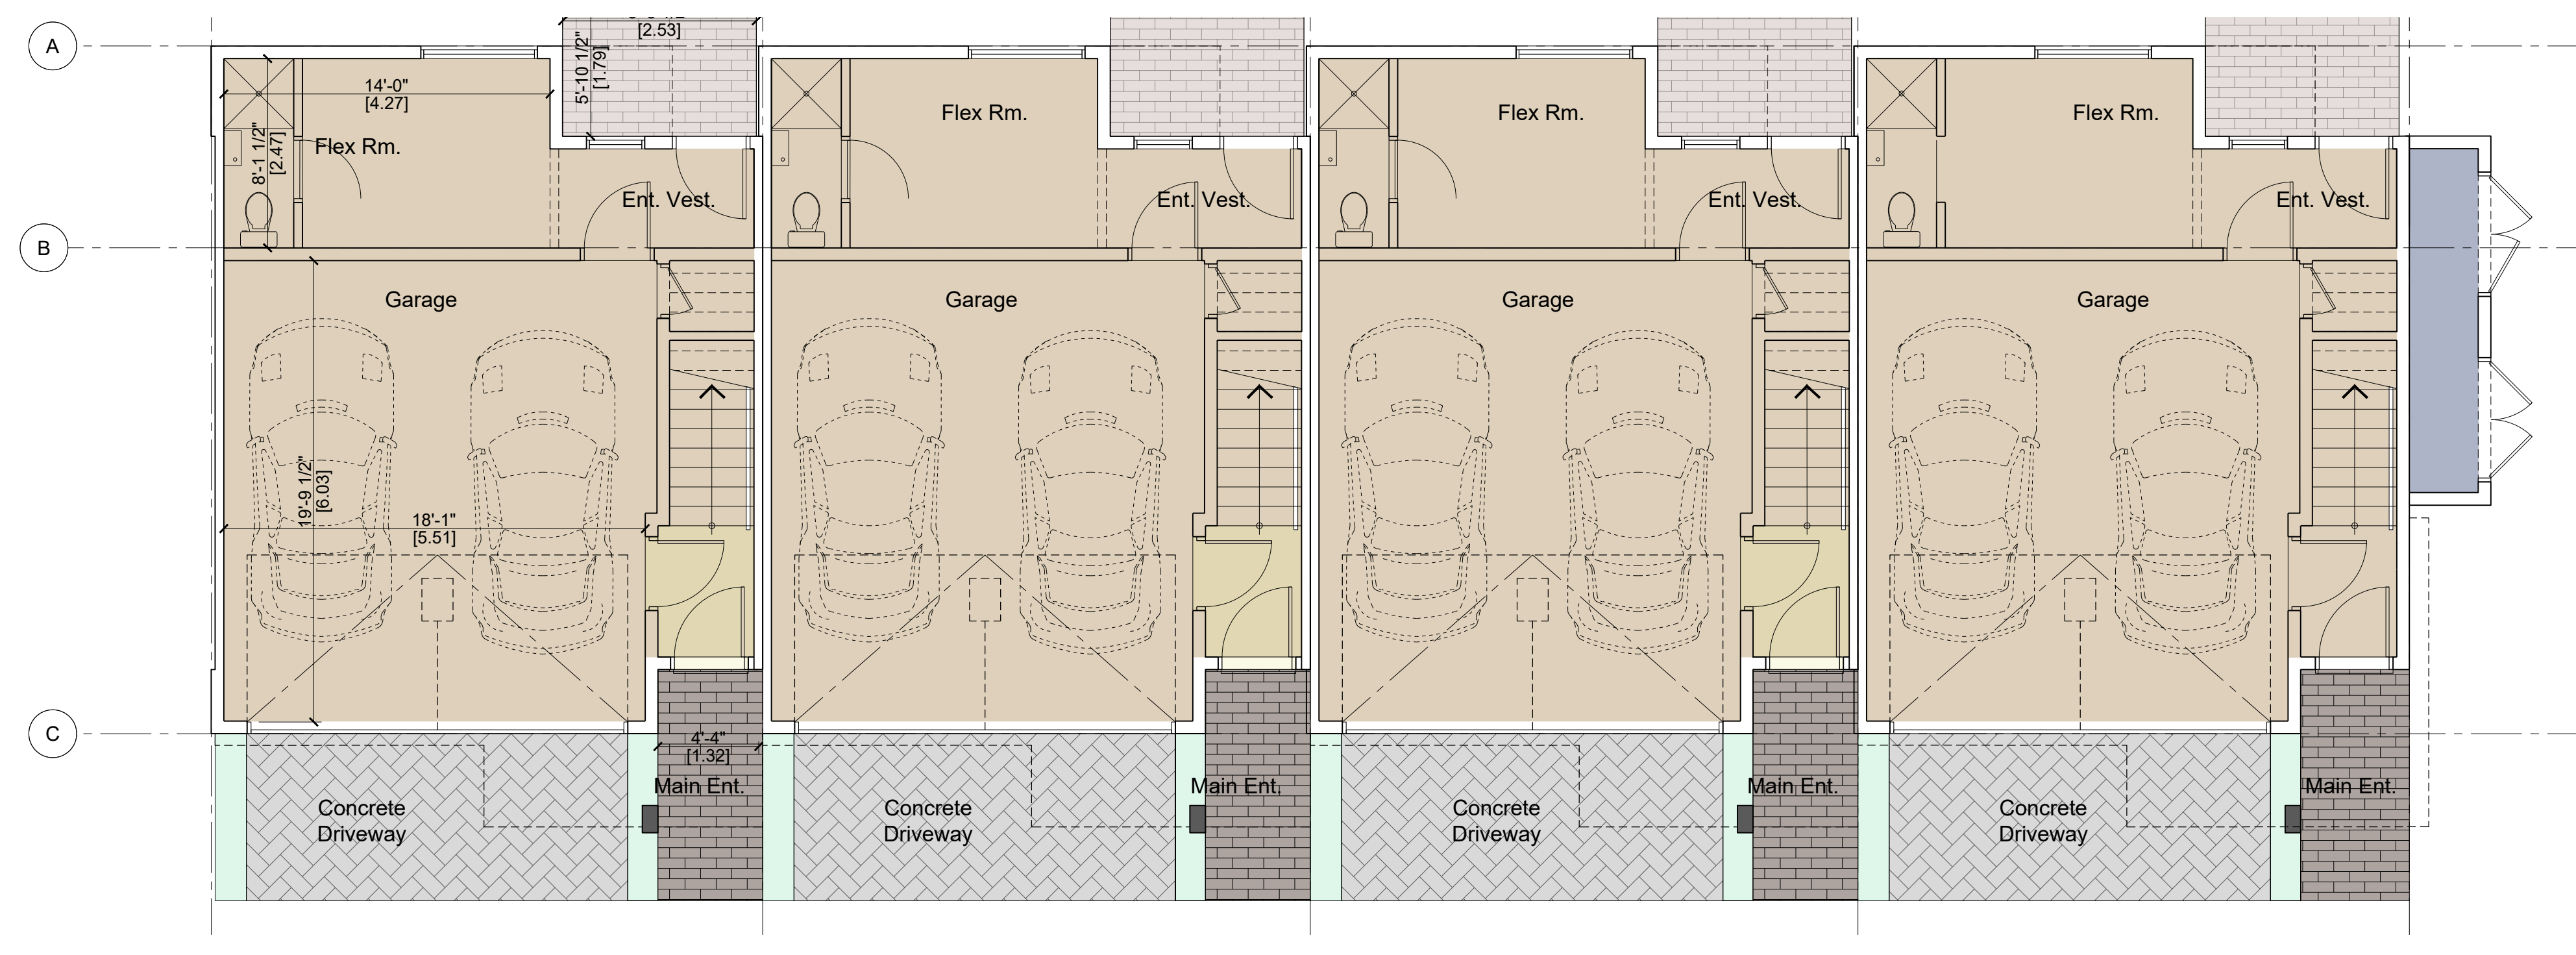 [2.53]
A
5'-10 1/2"
[1.79]
14'-0"
[4.27]
Flex Rm.
Flex Rm.
Flex Rm.
Flex Rm.
8'-1 1/2"
[2.47]
Ent. Vest.
Ent. Vest.
Ent. Vest.
Ent. Vest.
B
Garage
Garage
Garage
Garage
19'-9 1/2"
[6.03]
18'-1"
[5.51]
C
4'-4"
[1.32]
Main Ent.
Main Ent.
Main Ent.
Main Ent.
Concrete
Driveway
Concrete
Driveway
Concrete
Driveway
Concrete
Driveway